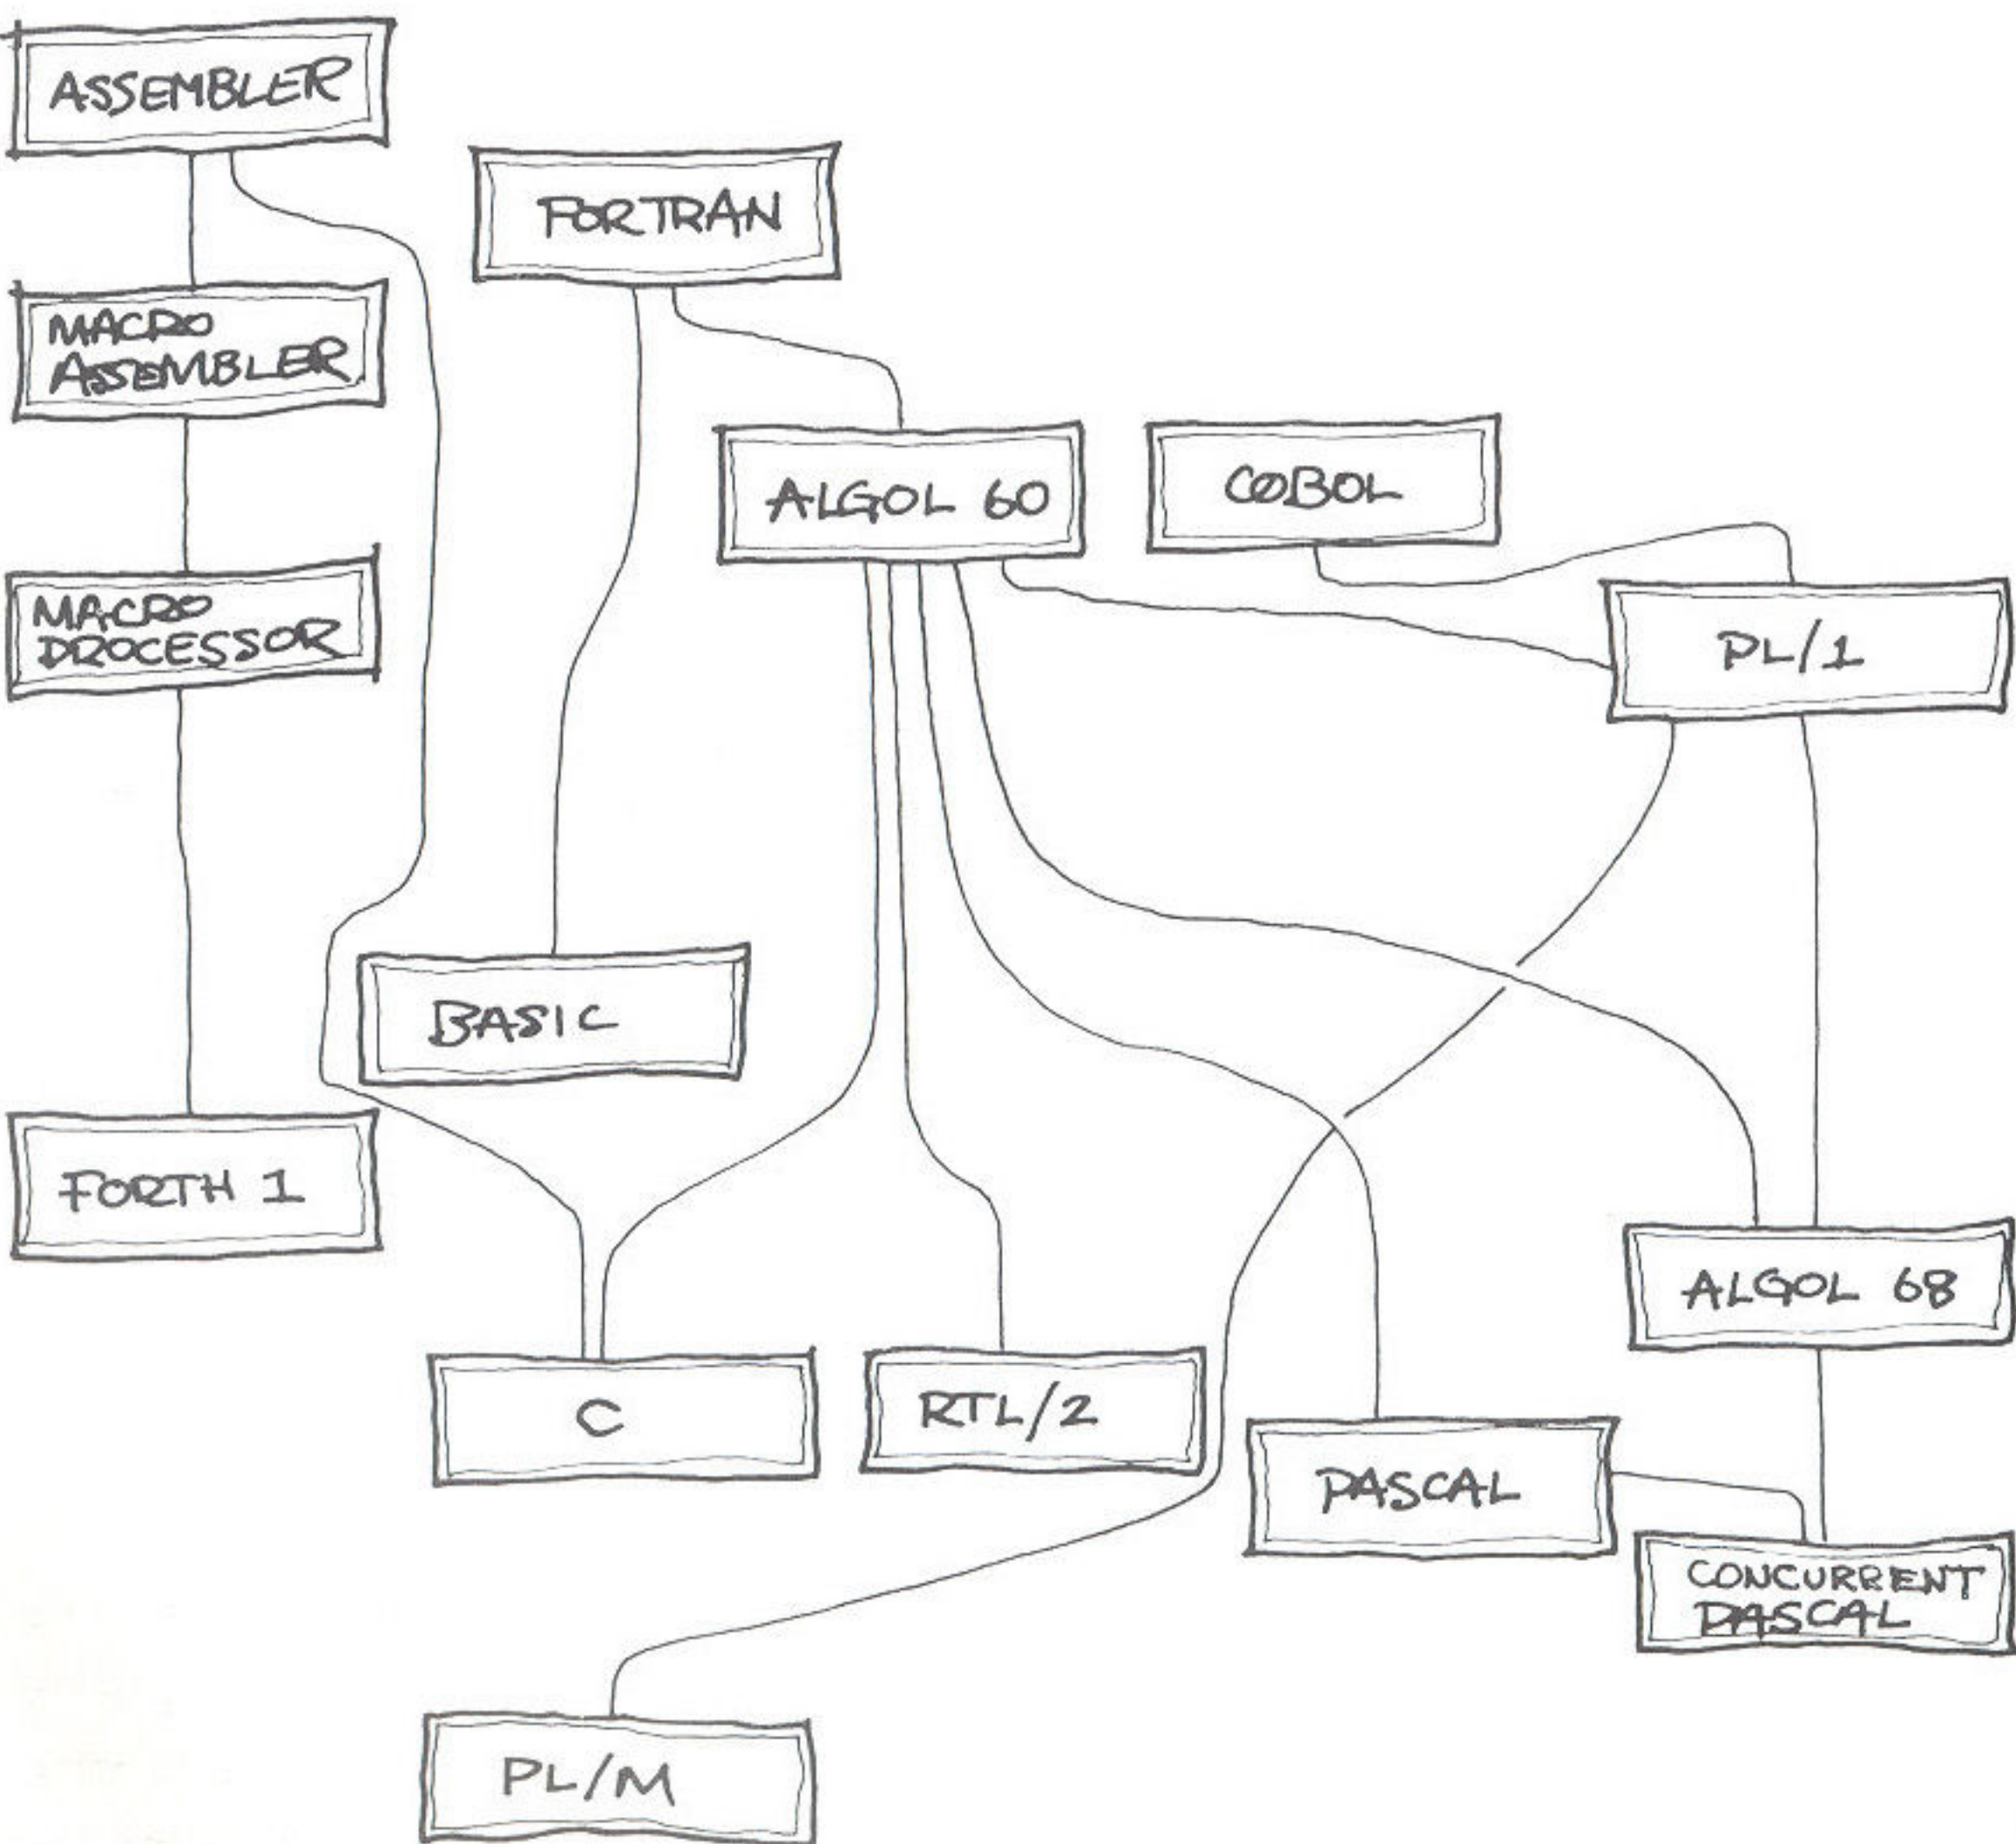 ASSEMBLER
FORTRAN
MACRO
ASSEMBLER
ALGOL 60
COBOL
MACRO
PROCESSOR
PL/1
BASIC
FORTH 1
ALGOL 68
C
RTL/2
PASCAL
CONCURRENT
PASCAL
PL/M